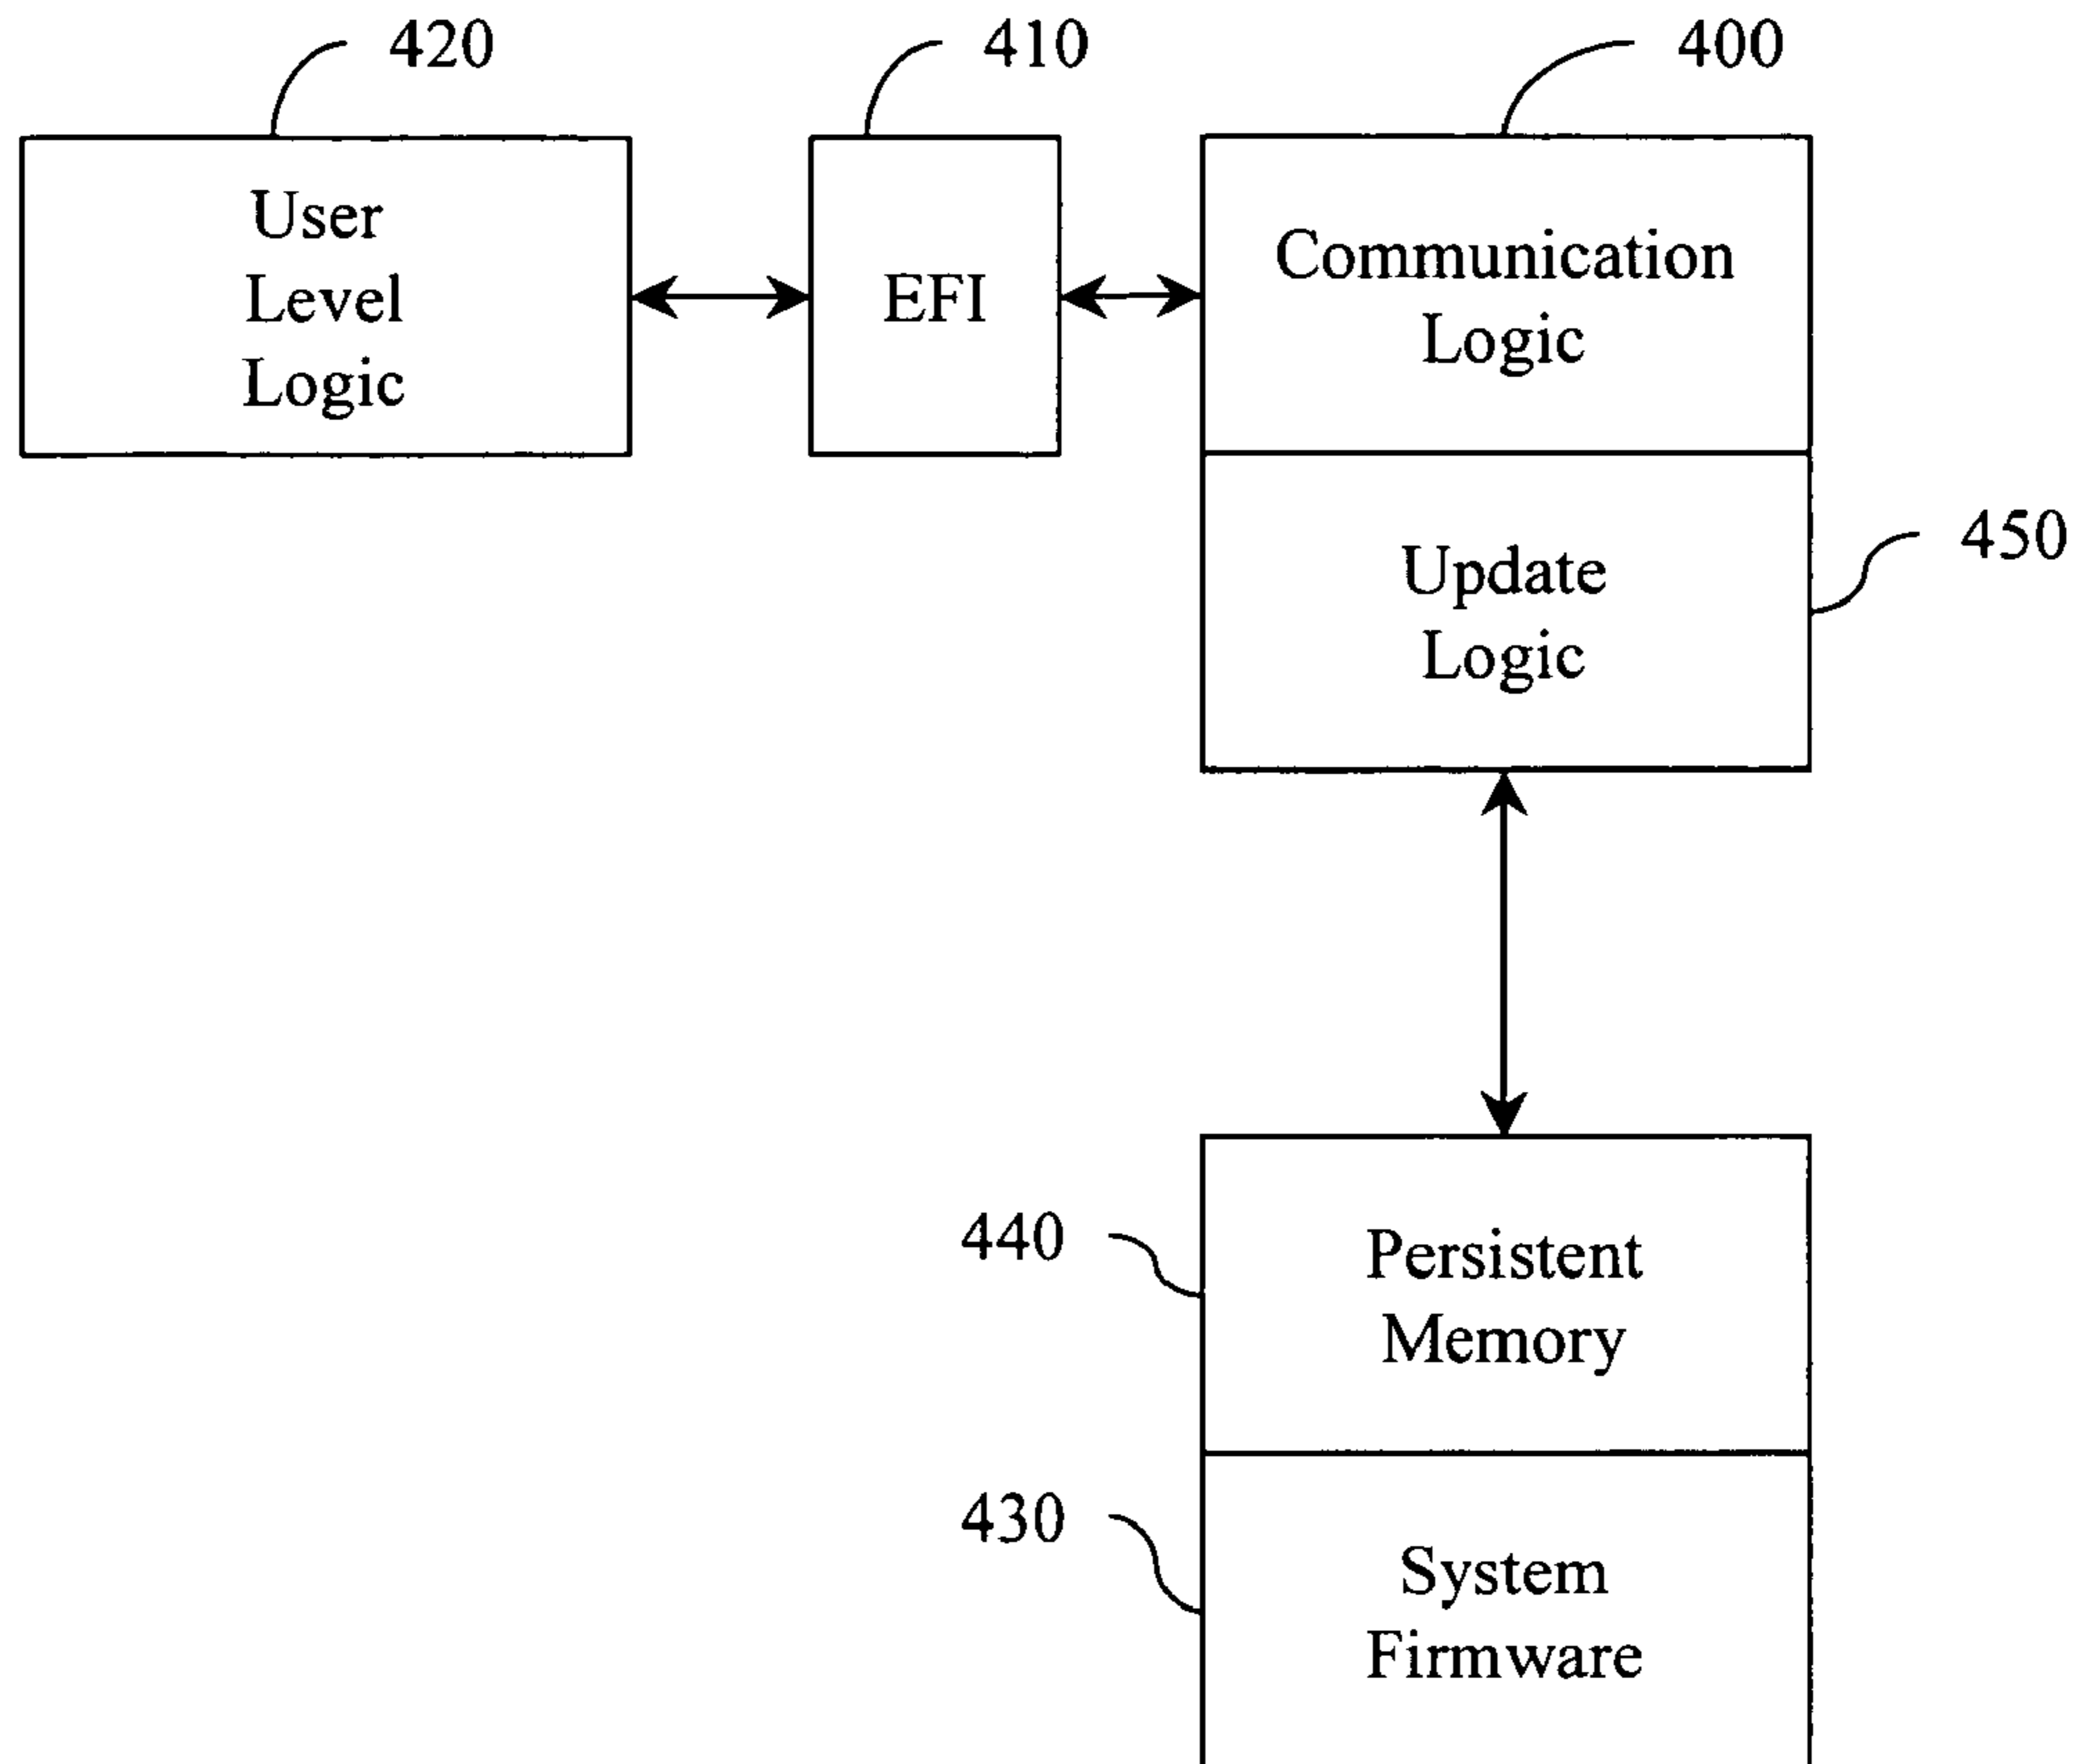 420
410
400
User
Level
Logic
EFI
Communication
Logic
450
Update
Logic
440
Persistent
Memory
430
System
Firmware